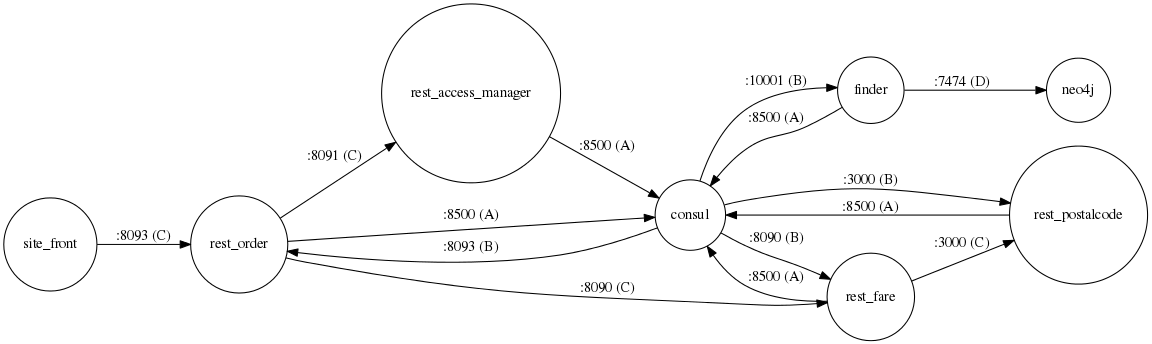 rest_access_manager
:10001 (B)
finder
:7474 (D)
neo4j
:8500 (A)
:8091 (C)
:8500 (A)
:3000 (B)
:8500 (A)
rest_postalcode
consul
:8500 (A)
site_front
:8093 (C)
rest_order
:8093 (B)
:8090 (B)
:3000 (C)
:8500 (A)
:8090 (C)
rest_fare